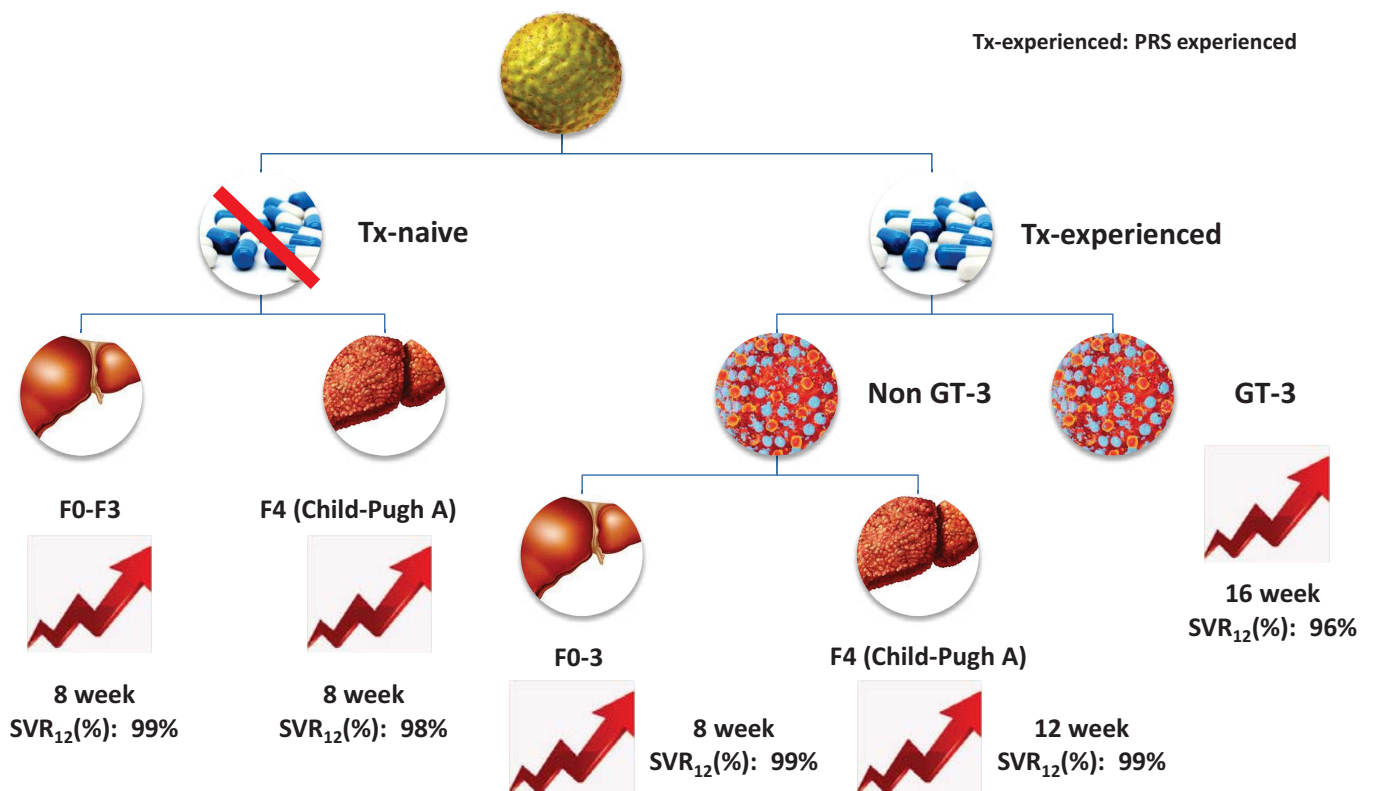 Tx-experienced: PRS experienced
Tx-naive
Tx-experienced
Non GT-3
GT-3
F0-F3
F4 (Child-Pugh A)
16 week
SVR₁₂(%): 96%
F0-3
F4 (Child-Pugh A)
8 week
SVR₁₂(%): 99%
8 week
SVR₁₂(%): 98%
8 week
SVR₁₂(%): 99%
12 week
SVR₁₂(%): 99%